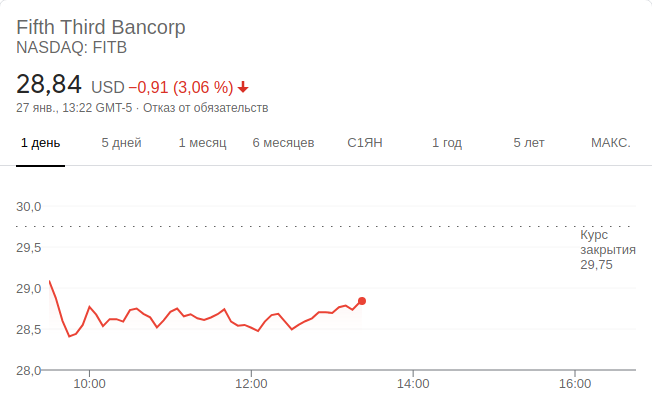 Fifth Third Bancorp
NASDAQ: FITB
28,84 USD −0,91 (3,06 %)
27 янв., 13:22 GMT-5 · Отказ от обязательств
1 день 5 дней 1 месяц 6 месяцев С1ЯН 1 год 5 лет МАКС.
30,0
Курс
29,5 закрытия
29,75
29,0
28,5
28,0
10:00 12:00 14:00 16:00